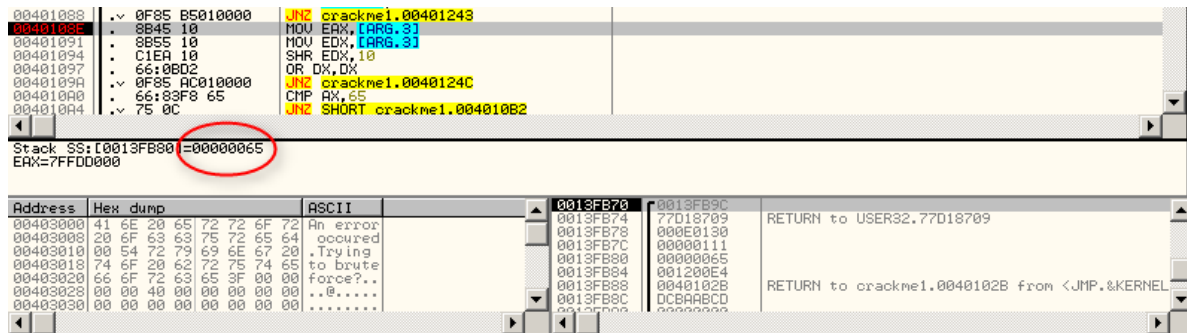 00401088 . v 0F85 B5010000 JNZ crackme1.00401243
0040108E . 8B45 10 MOV EAX,[ARG.3]
00401091 . 8B55 10 MOV EDX,[ARG.3]
00401094 . C1EA 10 SHR EDX,10
00401097 . 66:0BD2 OR DX,DX
0040109A . v 0F85 AC010000 JNZ crackme1.0040124C
004010A0 . 66:83F8 65 CMP AX,65
004010A4 . v 75 0C JNZ SHORT crackme1.004010B2
Stack SS:[0013FB80]=00000065
EAX=7FFDD000
Address Hex dump ASCII
00403000 41 6E 20 65 72 72 6F 72 An error
00403008 20 6F 63 63 75 72 65 64 occured
00403010 00 54 72 79 69 6E 67 20 .Trying
00403018 74 6F 20 62 72 75 74 65 to brute
00403020 66 6F 72 63 65 3F 00 00 force?..
00403028 00 00 40 00 00 00 00 00 ..@.....
00403030 00 00 00 00 00 00 00 00 ........
0013FB70 0013FB9C
0013FB74 77D18709 RETURN to USER32.77D18709
0013FB78 000E0130
0013FB7C 00000111
0013FB80 00000065
0013FB84 001200E4
0013FB88 0040102B RETURN to crackme1.0040102B from <JMP.&KERNEL
0013FB8C DCBAABCD